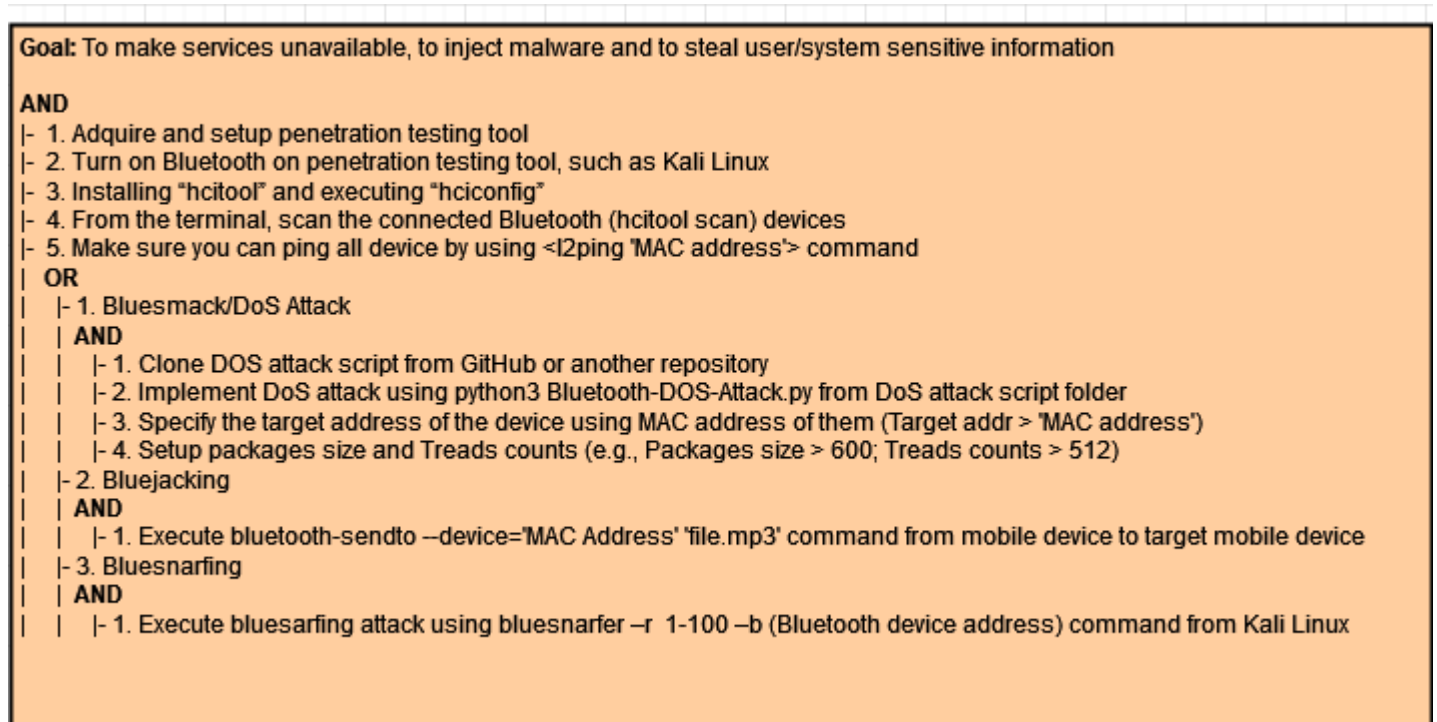 Goal: To make services unavailable, to inject malware and to steal user/system sensitive information
AND
|- 1. Adquire and setup penetration testing tool
|- 2. Turn on Bluetooth on penetration testing tool, such as Kali Linux
|- 3. Installing “hcitool” and executing “hciconfig”
|- 4. From the terminal, scan the connected Bluetooth (hcitool scan) devices
|- 5. Make sure you can ping all device by using <l2ping 'MAC address'> command
| OR
| |- 1. Bluesmack/DoS Attack
| | AND
| | |- 1. Clone DOS attack script from GitHub or another repository
| | |- 2. Implement DoS attack using python3 Bluetooth-DOS-Attack.py from DoS attack script folder
| | |- 3. Specify the target address of the device using MAC address of them (Target addr > 'MAC address')
| | |- 4. Setup packages size and Treads counts (e.g., Packages size > 600; Treads counts > 512)
| |- 2. Bluejacking
| | AND
| | |- 1. Execute bluetooth-sendto --device='MAC Address' 'file.mp3' command from mobile device to target mobile device
| |- 3. Bluesnarfing
| | AND
| | |- 1. Execute bluesarfing attack using bluesnarfer –r 1-100 –b (Bluetooth device address) command from Kali Linux